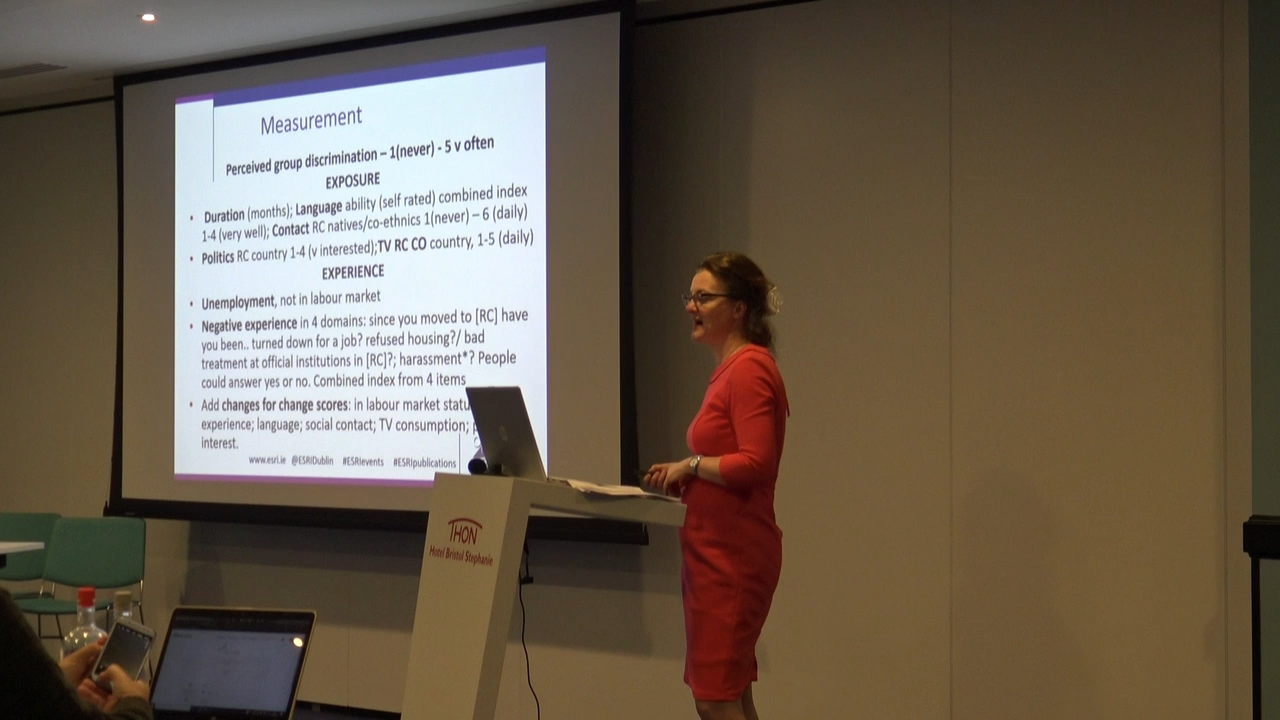 Measurement
Perceived group discrimination – 1(never) - 5 v often
EXPOSURE
• Duration (months); Language ability (self rated) combined index
1-4 (very well); Contact RC natives/co-ethnics 1(never) – 6 (daily)
• Politics RC country 1-4 (v interested);TV RC CO country, 1-5 (daily)
EXPERIENCE
• Unemployment, not in labour market
• Negative experience in 4 domains: since you moved to [RC] have
you been.. turned down for a job? refused housing?/ bad
treatment at official institutions in [RC]?; harassment*? People
could answer yes or no. Combined index from 4 items
• Add changes for change scores: in labour market statu
experience; language; social contact; TV consumption;
interest.
www.esri.ie @ESRIDublin #ESRIevents #ESRIpublications
THON
Hotel Bristol Stephanie